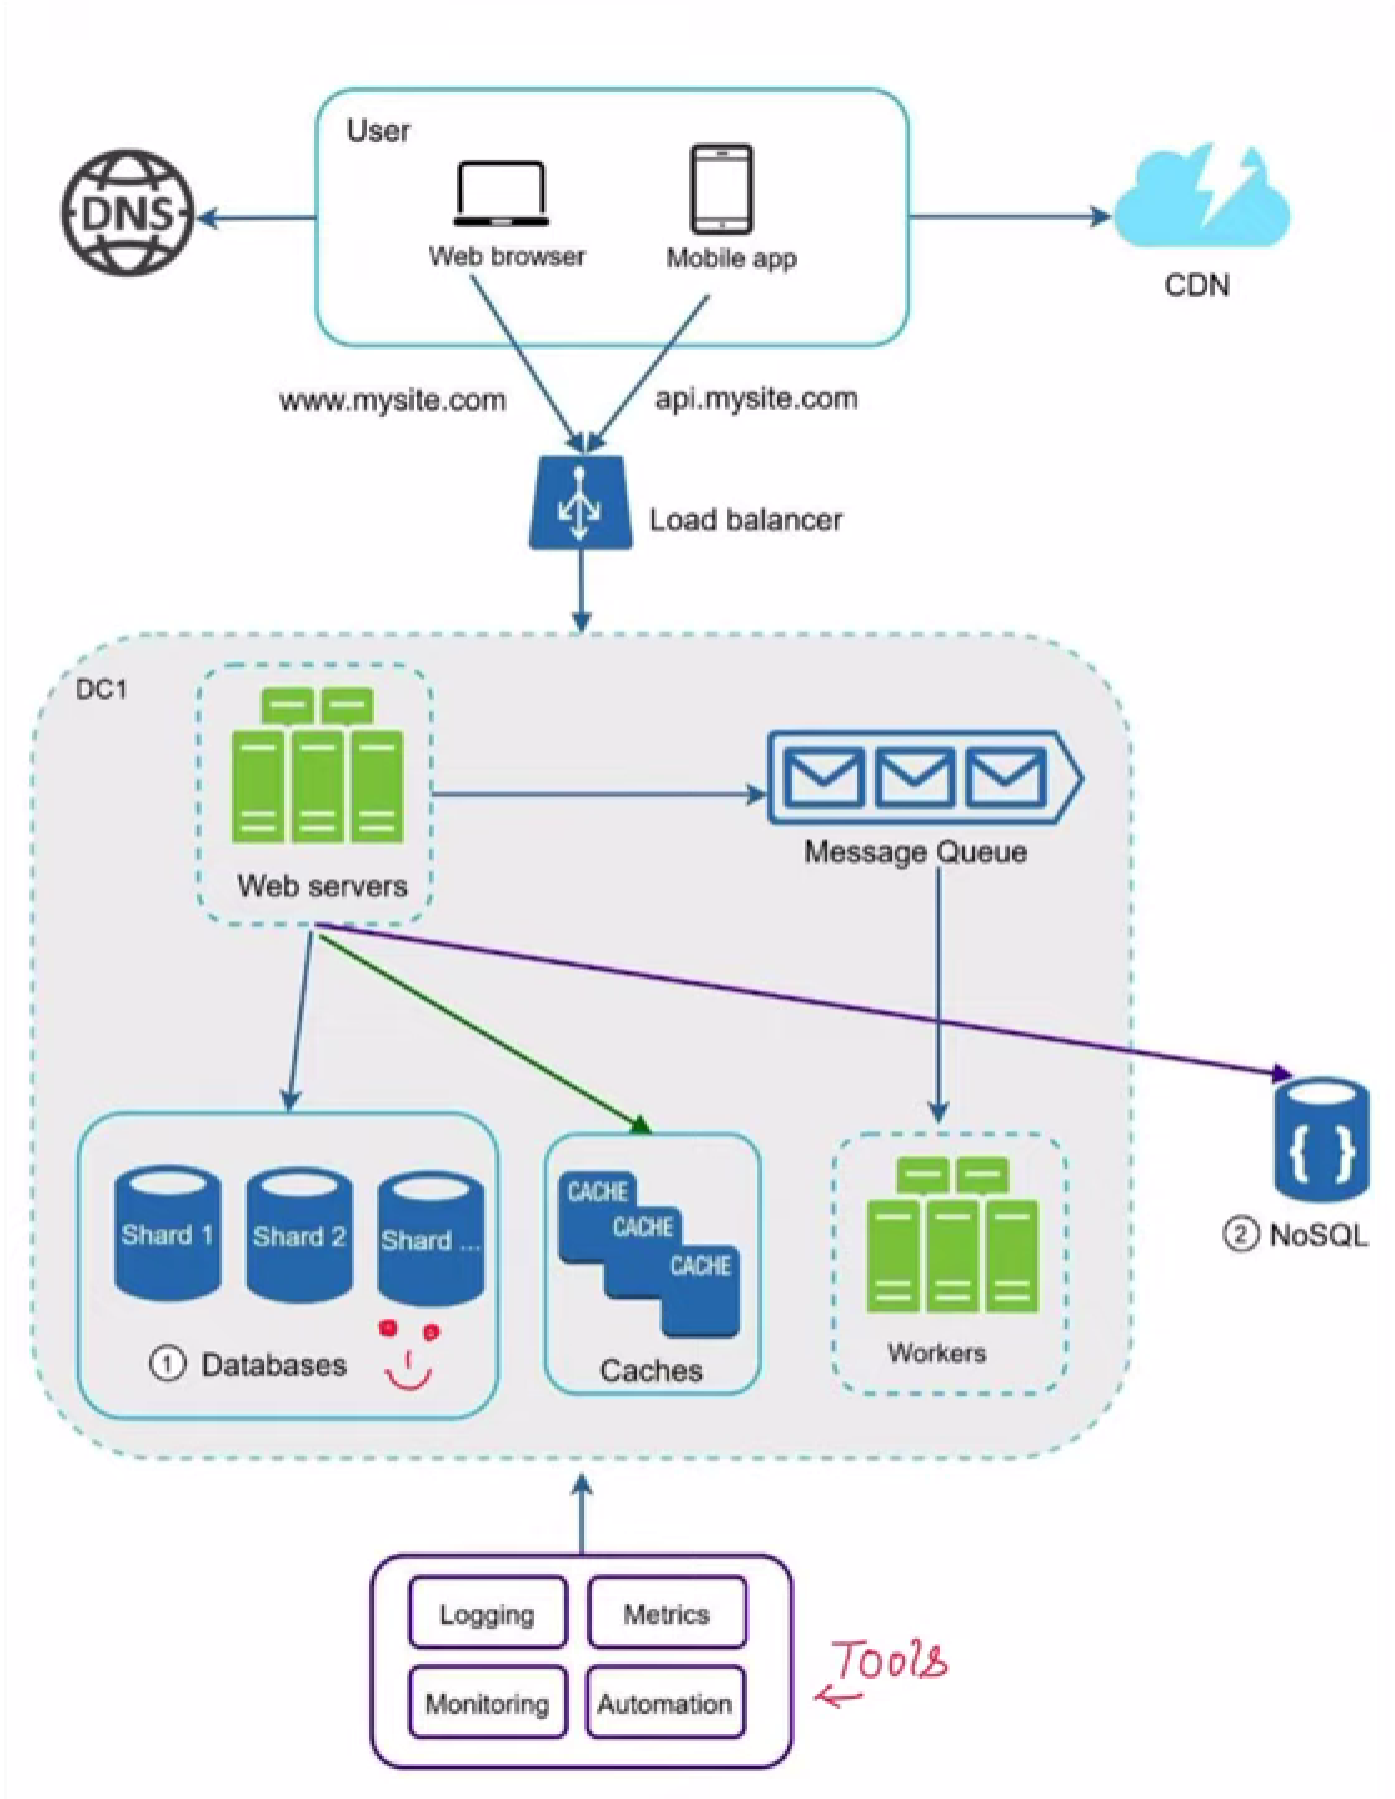 User
DNS
Web browser
Mobile app
CDN
www.mysite.com
api.mysite.com
Load balancer
DC1
Web servers
Message Queue
Shard 1
Shard 2
Shard ...
① Databases
CACHE
CACHE
CACHE
Caches
Workers
{ }
② NoSQL
Logging
Metrics
Monitoring
Automation
Tools